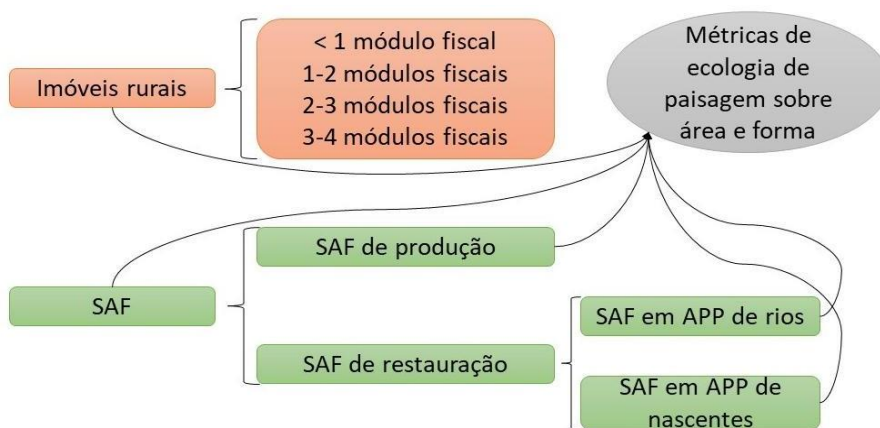 Imóveis rurais
< 1 módulo fiscal
1-2 módulos fiscais
2-3 módulos fiscais
3-4 módulos fiscais
Métricas de
ecologia de
paisagem sobre
área e forma
SAF
SAF de produção
SAF de restauração
SAF em APP de rios
SAF em APP de
nascentes